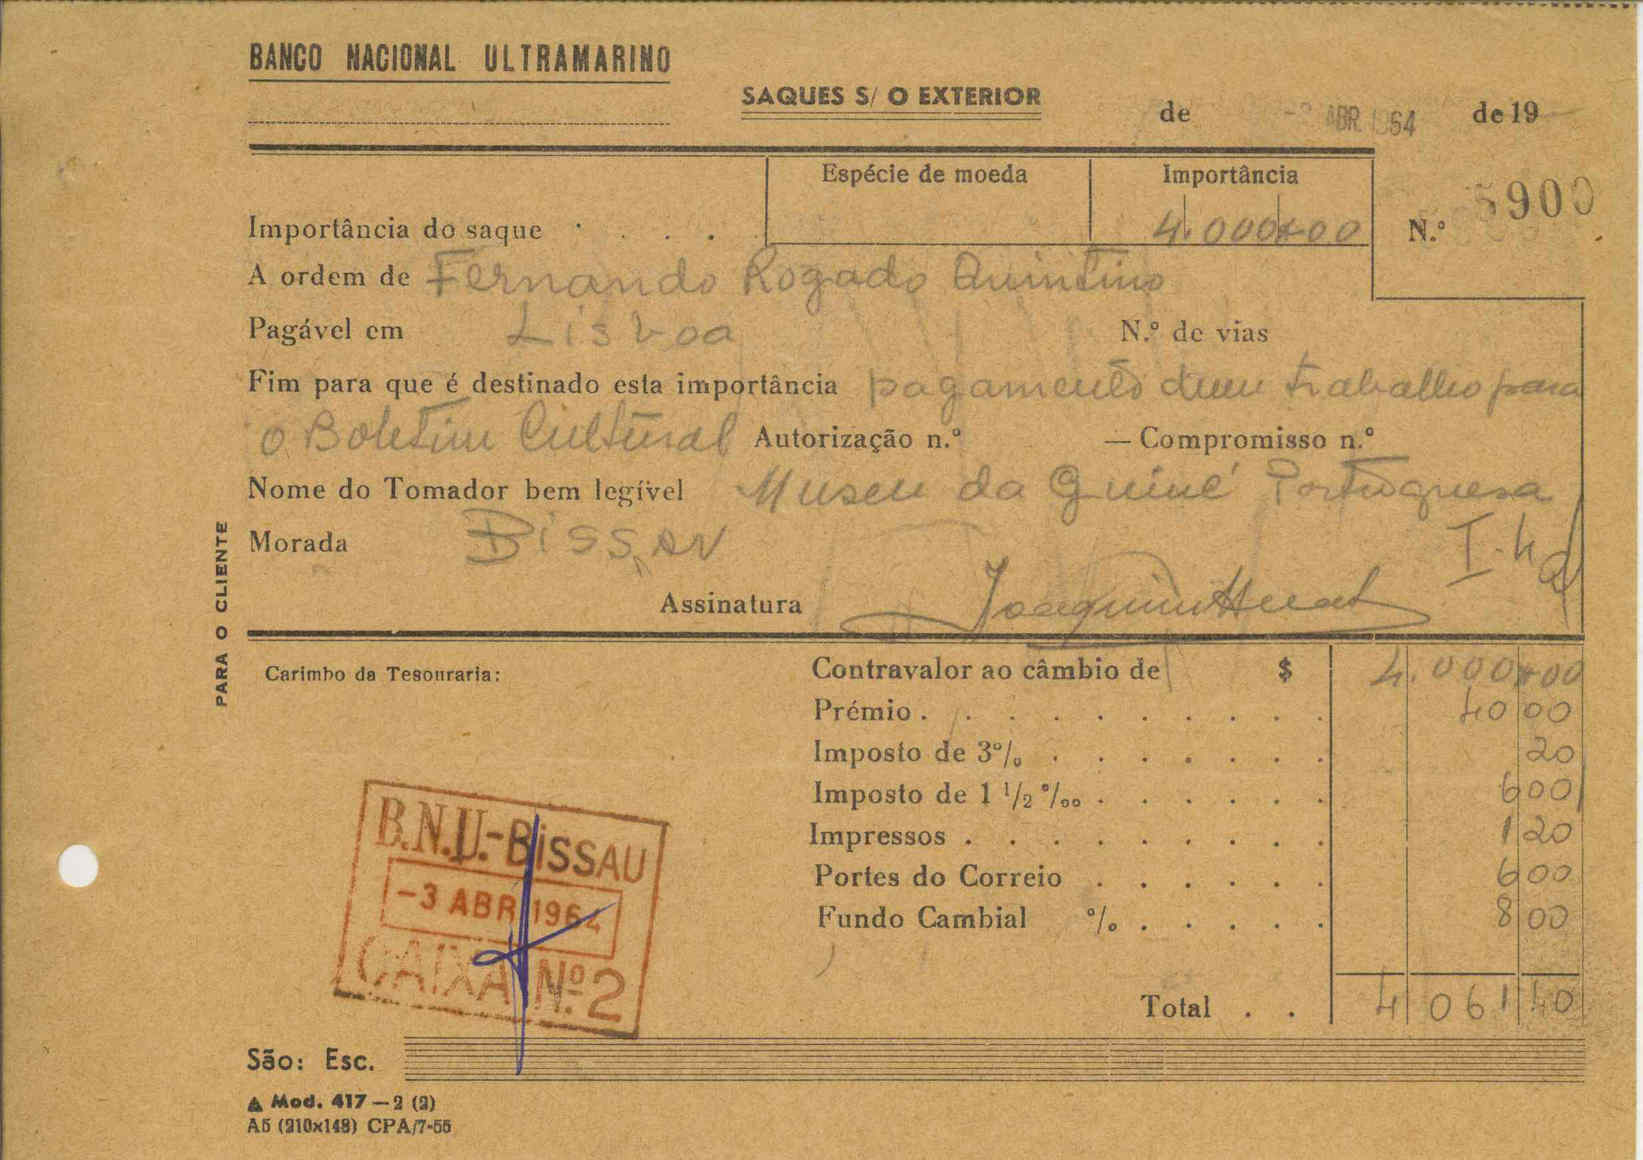 BANCO NACIONAL ULTRAMARINO
SAQUES S/ O EXTERIOR
de -3 ABR 1964 de 19
Espécie de moeda Importância
Importância do saque . . . . 4.000$00 N.º 5900
A ordem de Fernando Rogado Quintino
Pagável em Lisboa N.º de vias
Fim para que é destinado esta importância pagamento dum trabalho para
o Boletim Cultural Autorização n.º — Compromisso n.º
Nome do Tomador bem legível Museu da Guiné Portuguesa
Morada Bissau
Assinatura Joaquim
PARA O CLIENTE
Carimbo da Tesouraria:
Contravalor ao câmbio de $ 4.000$00
Prémio . . . . . . . . . . 40 00
Imposto de 3% . . . . . . . 20
Imposto de 1 1/2 ‰ . . . . . . 6 00
Impressos . . . . . . . . . 1 20
Portes do Correio . . . . . . 6 00
Fundo Cambial % . . . . . 8 00
Total . . 4 061 40
B.N.U.-BISSAU
-3 ABR 1964
CAIXA Nº 2
São: Esc.
Mod. 417 — 2 (2)
A5 (210x148) CPA/7-55